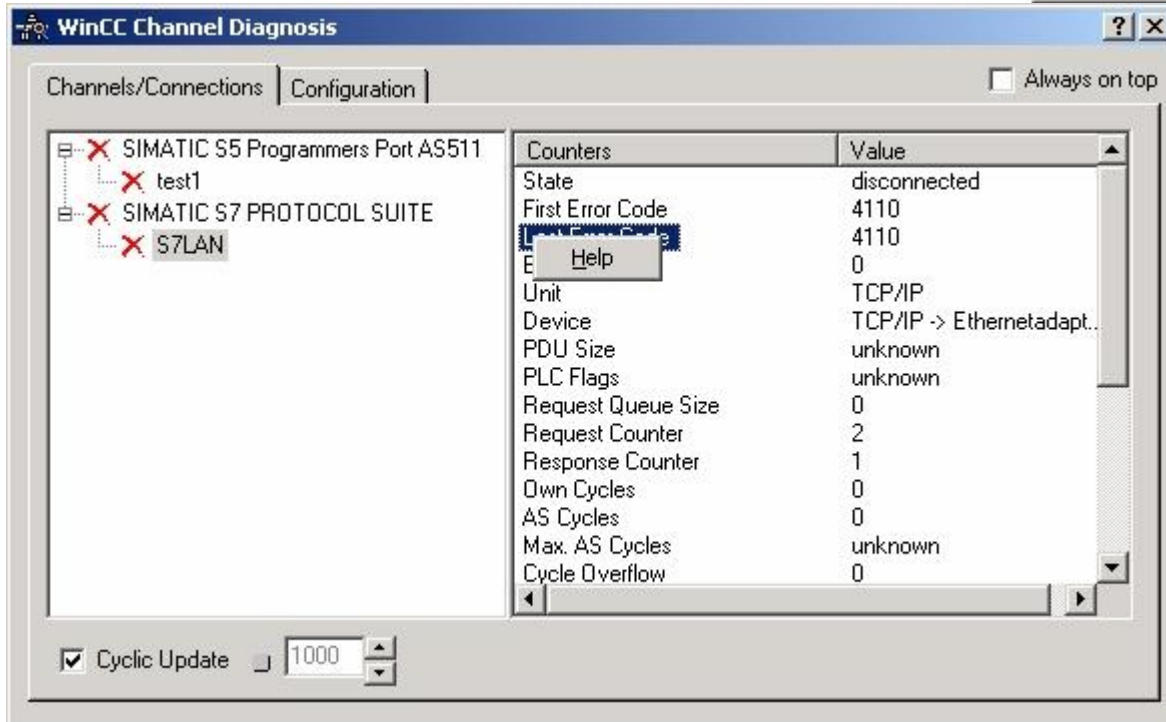 WinCC Channel Diagnosis
Channels/Connections Configuration
Always on top
SIMATIC S5 Programmers Port AS511
test1
SIMATIC S7 PROTOCOL SUITE
S7LAN
Counters Value
State disconnected
First Error Code 4110
Last Error Code 4110
Help
0
Unit TCP/IP
Device TCP/IP -> Ethernetadapt..
PDU Size unknown
PLC Flags unknown
Request Queue Size 0
Request Counter 2
Response Counter 1
Own Cycles 0
AS Cycles 0
Max. AS Cycles unknown
Cycle Overflow 0
Cyclic Update 1000